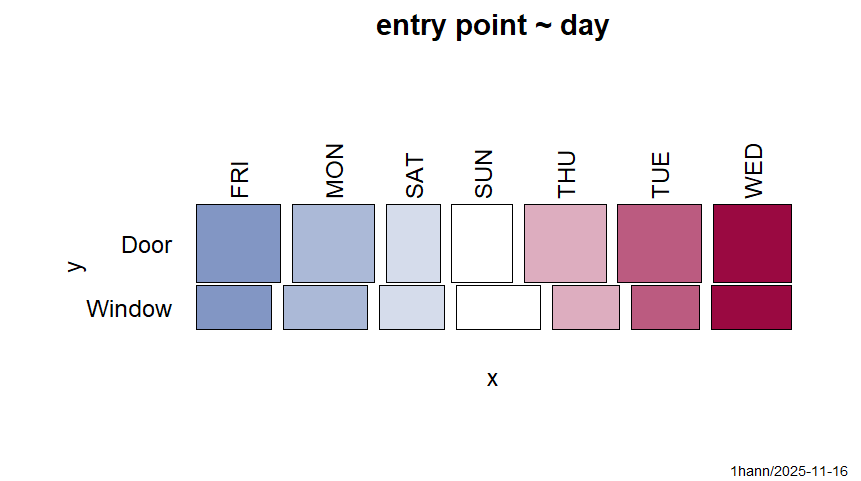 entry point ~ day
FRI
MON
SAT
SUN
THU
TUE
WED
Door
y
Window
x
1hann/2025-11-16